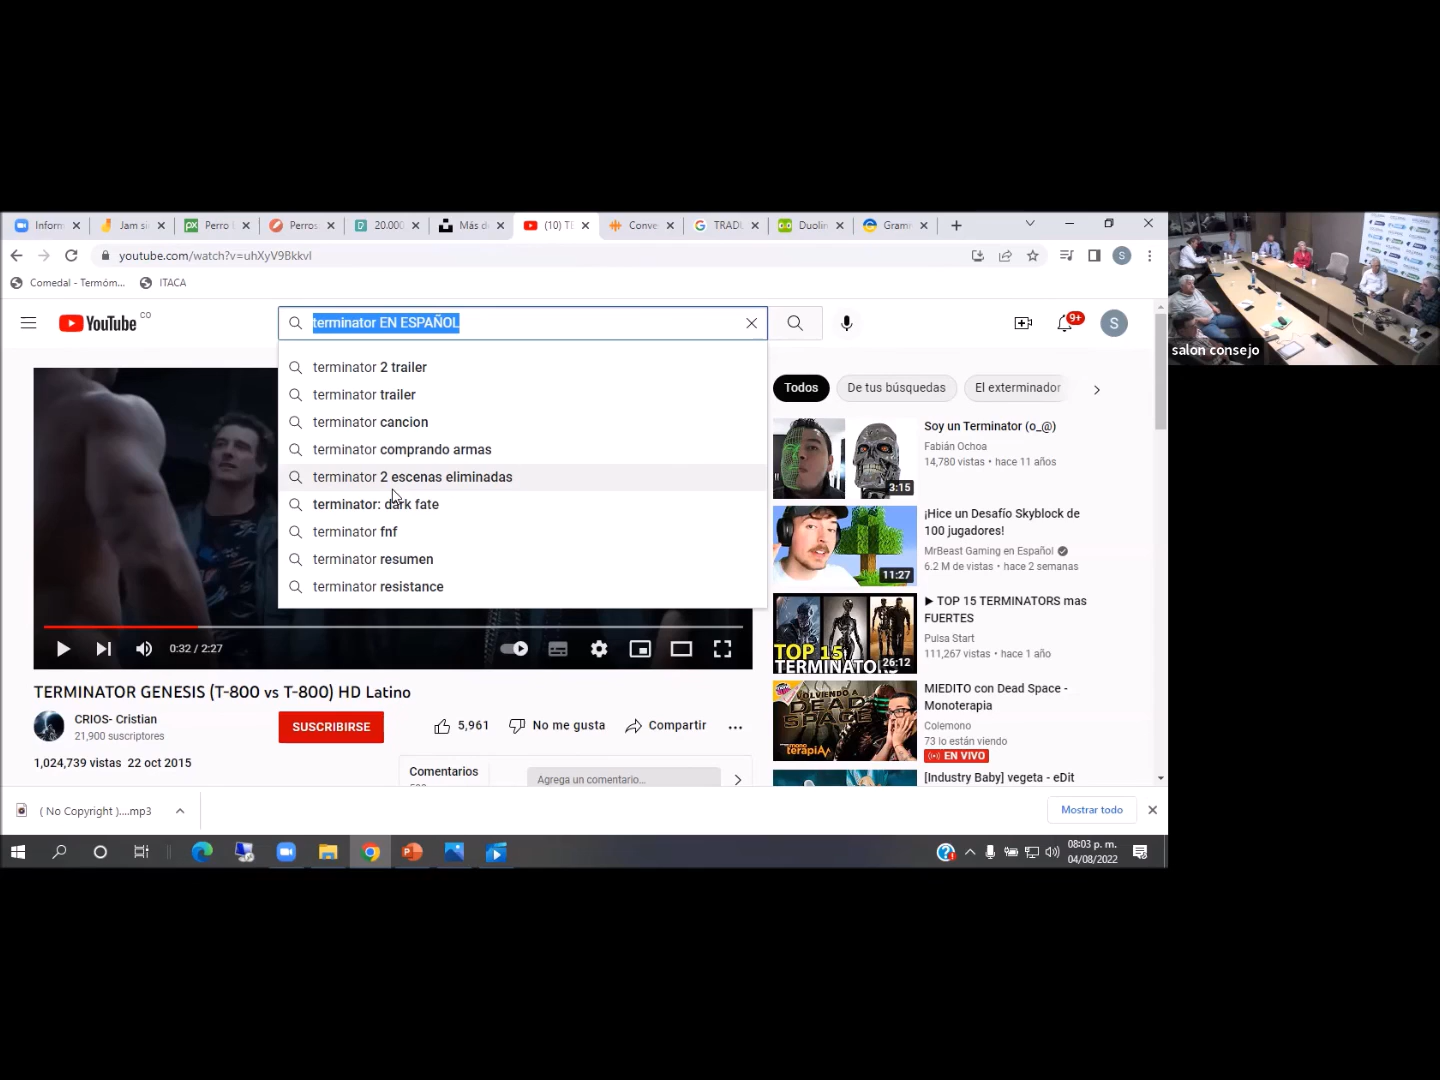 Inform
Jam si
Perro
Perros
20.000
Más d
(10) TE
Conve
TRADU
Duolin
Gram
youtube.com/watch?v=uhXyV9Bkkvl
S
Comedal - Termóm...
ITACA
YouTube CO
terminator EN ESPAÑOL
9+
S
salon consejo
terminator 2 trailer
terminator trailer
terminator cancion
terminator comprando armas
terminator 2 escenas eliminadas
terminator: dark fate
terminator fnf
terminator resumen
terminator resistance
Todos
De tus búsquedas
El exterminador
Soy un Terminator (o_@)
Fabián Ochoa
14,780 vistas • hace 11 años
3:15
¡Hice un Desafío Skyblock de
100 jugadores!
MrBeast Gaming en Español
6.2 M de vistas • hace 2 semanas
11:27
▶ TOP 15 TERMINATORS mas
FUERTES
Pulsa Start
111,267 vistas • hace 1 año
TOP 15
TERMINATOR
26:12
MIEDITO con Dead Space -
Monoterapia
Colemono
73 lo están viendo
EN VIVO
VOLVIENDO A
DEAD
SPACE
mono
terapia
[Industry Baby] vegeta - eDit
0:32 / 2:27
TERMINATOR GENESIS (T-800 vs T-800) HD Latino
CRIOS- Cristian
21,900 suscriptores
SUSCRIBIRSE
5,961
No me gusta
Compartir
1,024,739 vistas 22 oct 2015
Comentarios
Agrega un comentario...
( No Copyright )....mp3
Mostrar todo
08:03 p. m.
04/08/2022